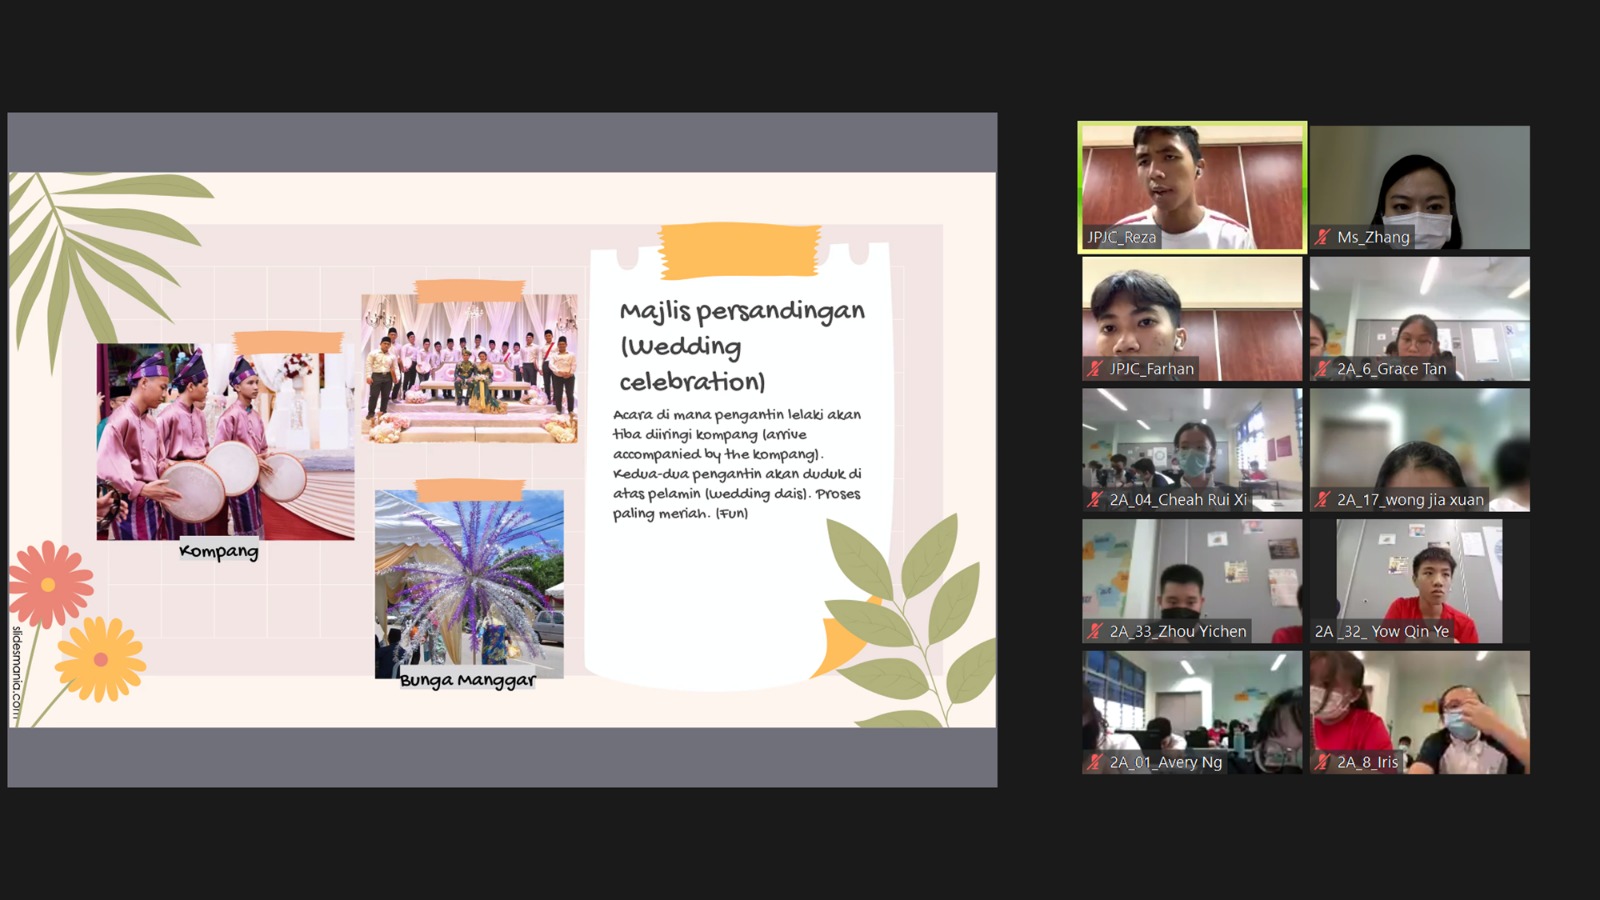 Majlis persandingan
(Wedding
celebration)
Acara di mana pengantin lelaki akan
tiba diiringi kompang (arrive
accompanied by the kompang).
Kedua-dua pengantin akan duduk di
atas pelamin (wedding dais). Proses
paling meriah. (Fun)
Kompang
Bunga Manggar
slidesmania.com
JPJC_Reza
Ms_Zhang
JPJC_Farhan
2A_6_Grace Tan
2A_04_Cheah Rui Xi
2A_17_wong jia xuan
2A_33_Zhou Yichen
2A _32_ Yow Qin Ye
2A_01_Avery Ng
2A_8_Iris